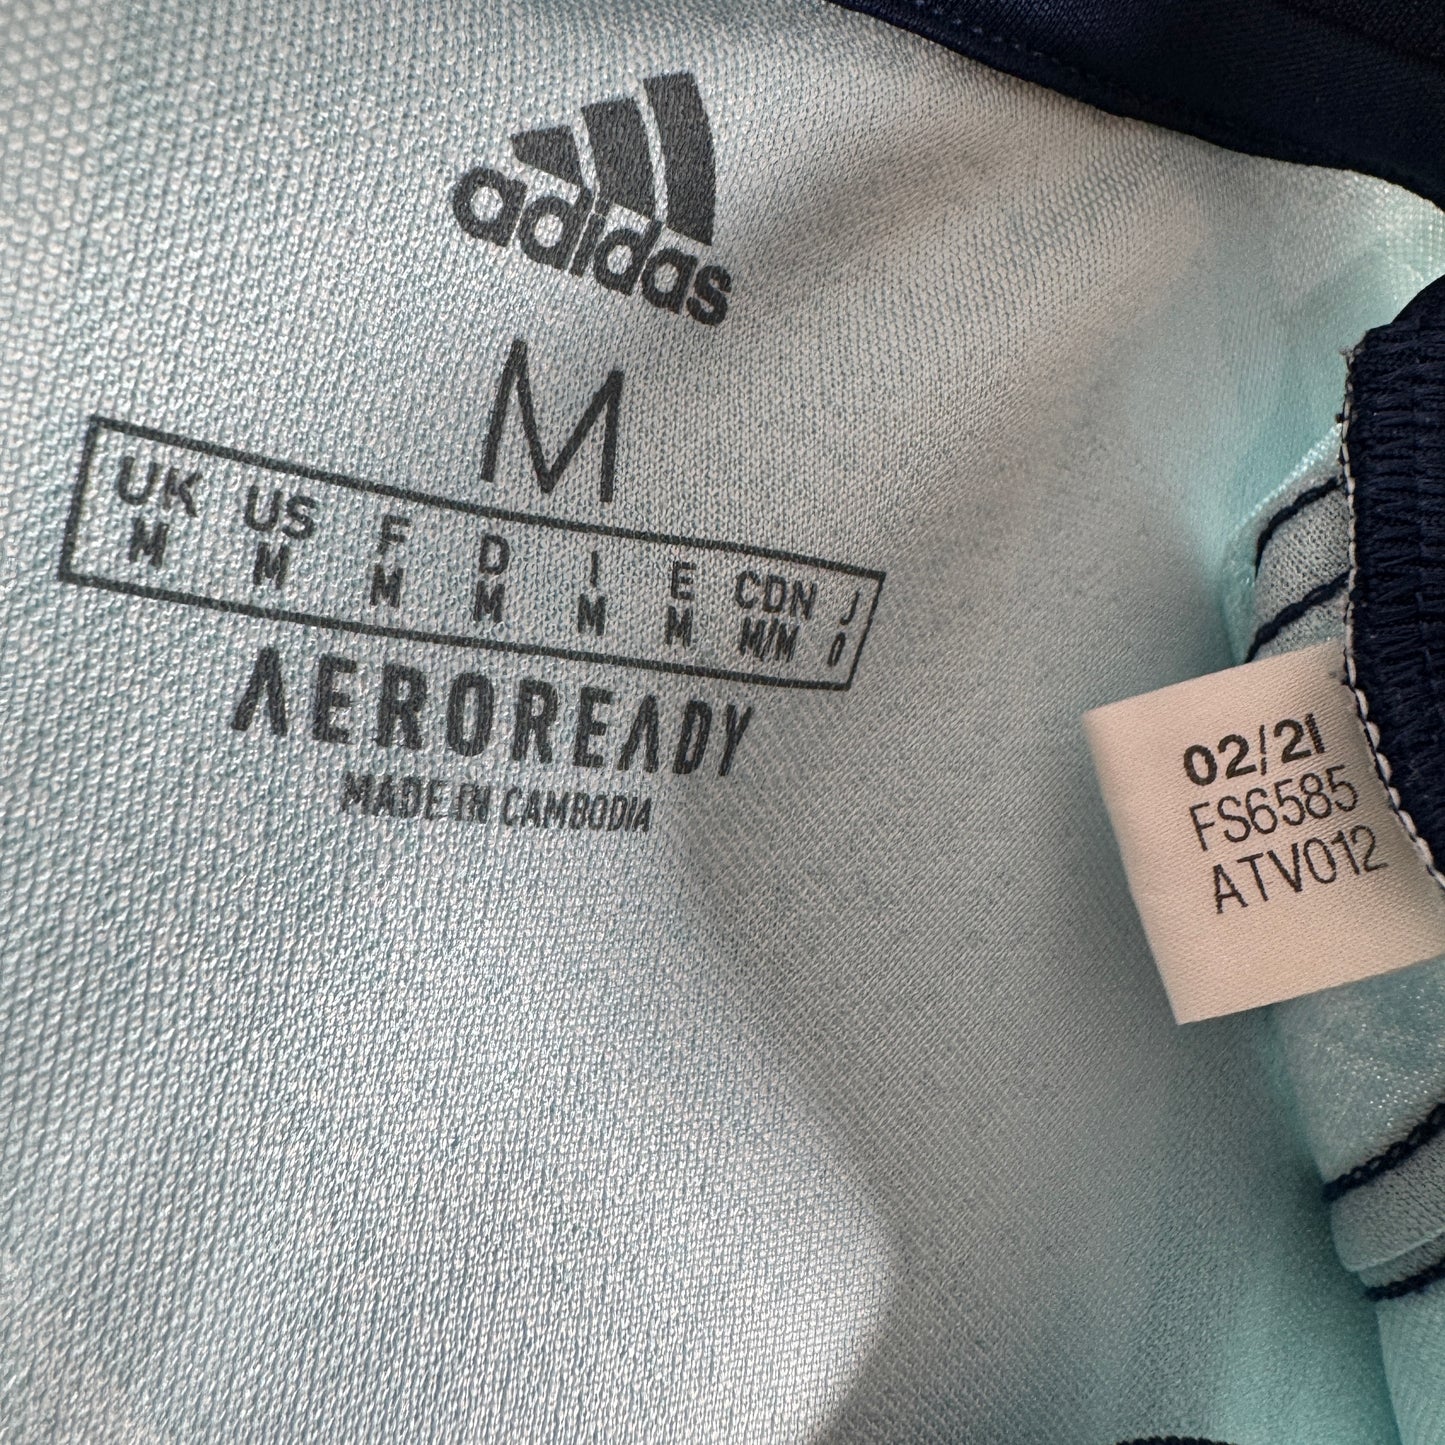 adidas
M
UK US F D I E CDN J
M M M M M M M/M O
AEROREADY
MADE IN CAMBODIA
02/21
FS6585
ATV012